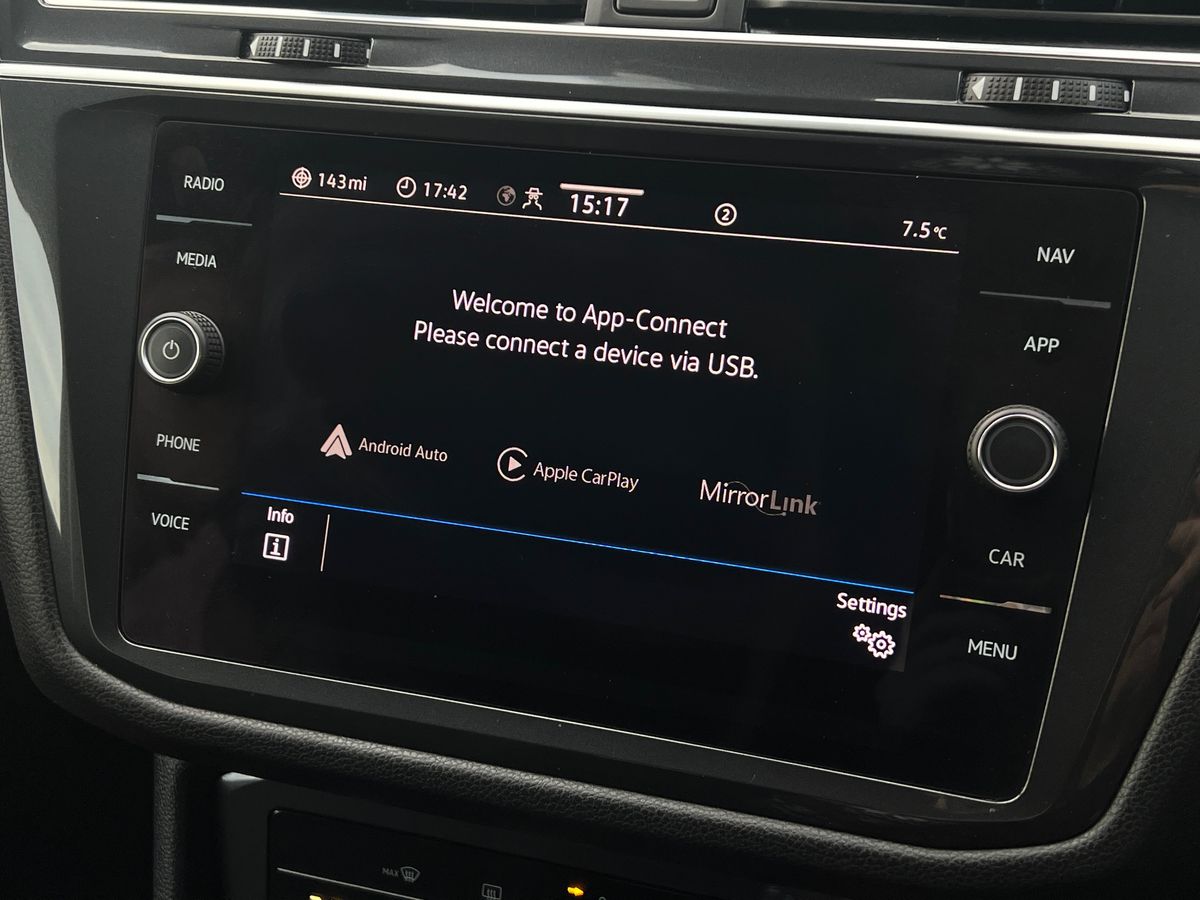 RADIO
MEDIA
PHONE
VOICE
143mi
17:42
15:17
2
7.5°C
Welcome to App-Connect
Please connect a device via USB.
Android Auto
Apple CarPlay
MirrorLink
Info
i
Settings
NAV
APP
CAR
MENU
MAX